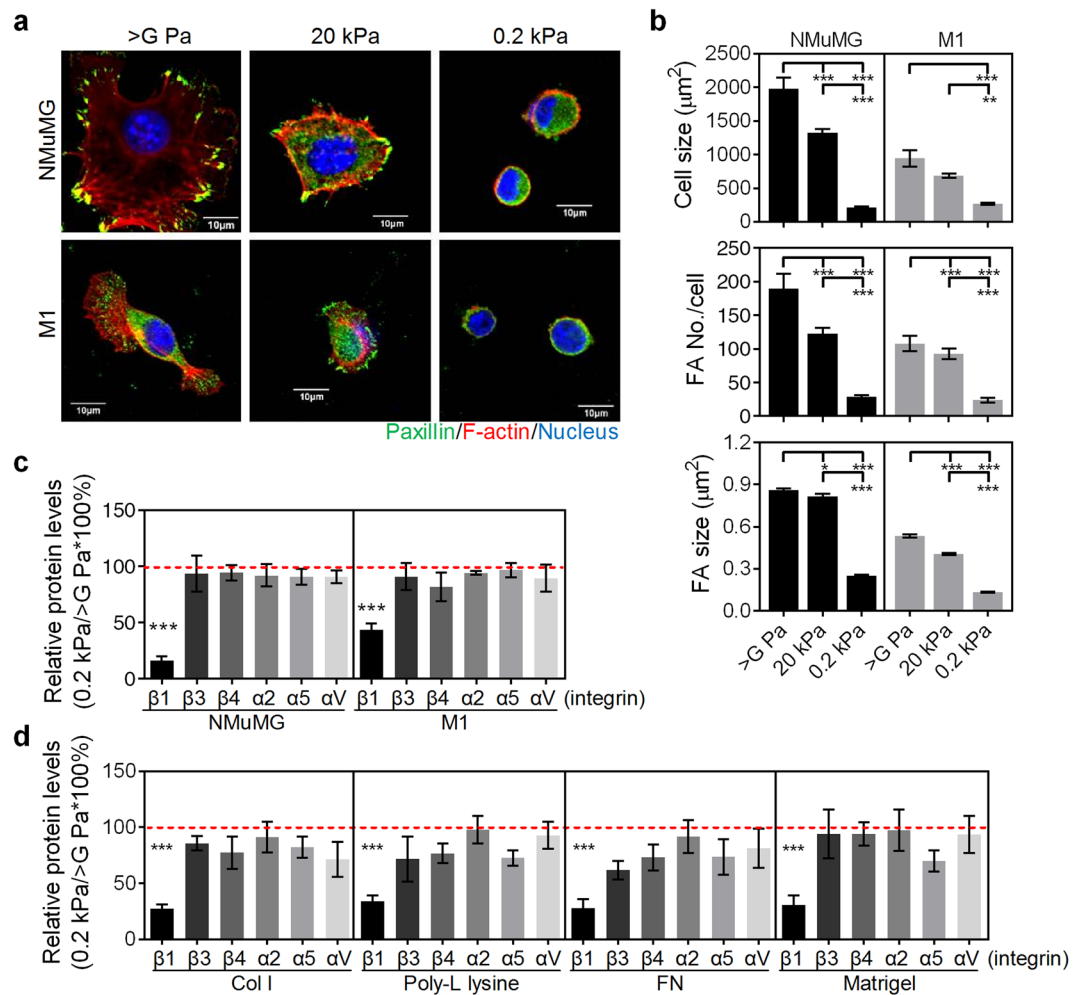 a
>G Pa 20 kPa 0.2 kPa
NMuMG
10μm 10μm 10μm
M1
10μm 10μm 10μm
Paxillin/F-actin/Nucleus
b
NMuMG M1
Cell size (μm²)
2500
2000
1500
1000
500
0
*** *** ***
*** **
FA No./cell
250
200
150
100
50
0
*** *** *** ***
*** ***
FA size (μm²)
1.2
0.9
0.6
0.3
0.0
* *** *** ***
*** ***
>G Pa 20 kPa 0.2 kPa >G Pa 20 kPa 0.2 kPa
c
Relative protein levels
(0.2 kPa/>G Pa*100%)
150
100
50
0
*** ***
β1 β3 β4 α2 α5 αV β1 β3 β4 α2 α5 αV (integrin)
NMuMG M1
d
Relative protein levels
(0.2 kPa/>G Pa*100%)
150
100
50
0
*** *** *** ***
β1 β3 β4 α2 α5 αV β1 β3 β4 α2 α5 αV β1 β3 β4 α2 α5 αV β1 β3 β4 α2 α5 αV (integrin)
Col I Poly-L lysine FN Matrigel